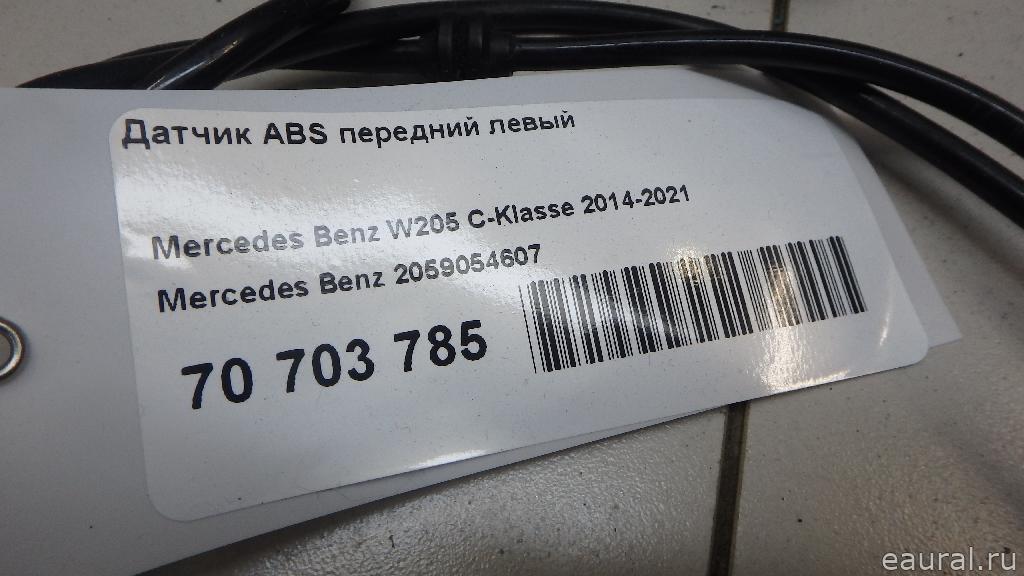 Датчик ABS передний левый
Mercedes Benz W205 C-Klasse 2014-2021
Mercedes Benz 2059054607
70 703 785
eaural.ru